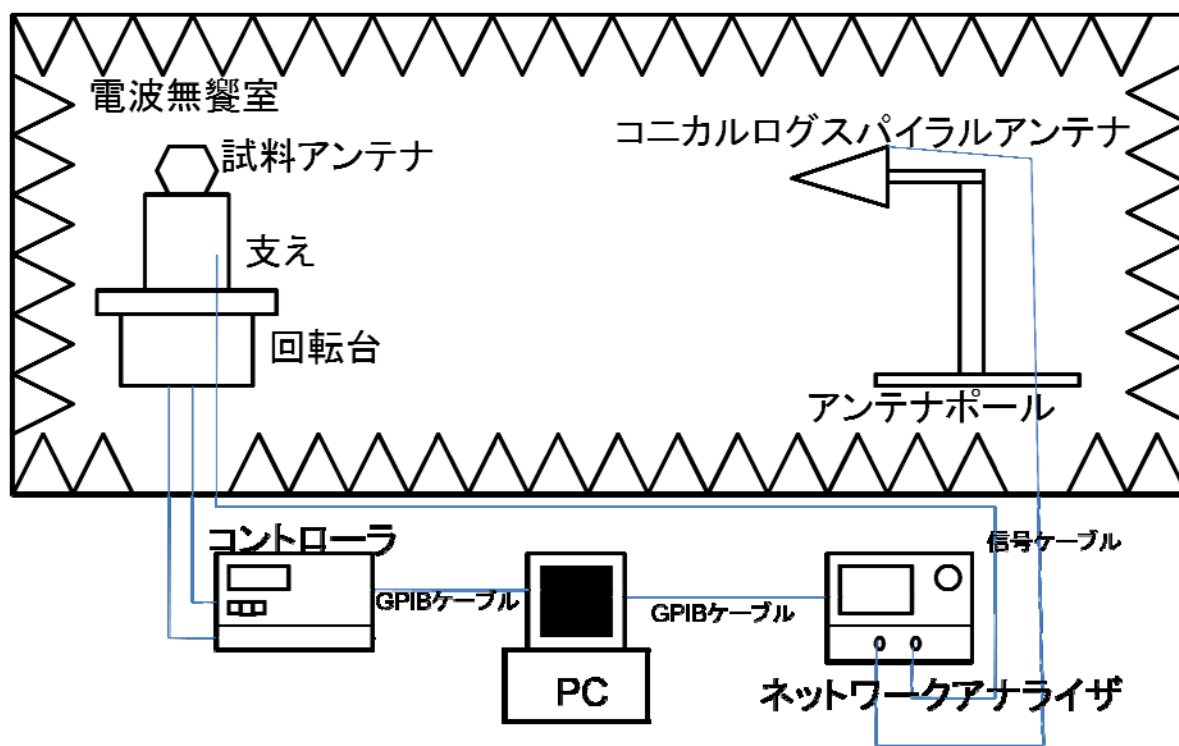 電波無饗室
試料アンテナ
コニカルログスパイラルアンテナ
支え
回転台
アンテナポール
コントローラ
信号ケーブル
GPIBケーブル
GPIBケーブル
PC
ネットワークアナライザ